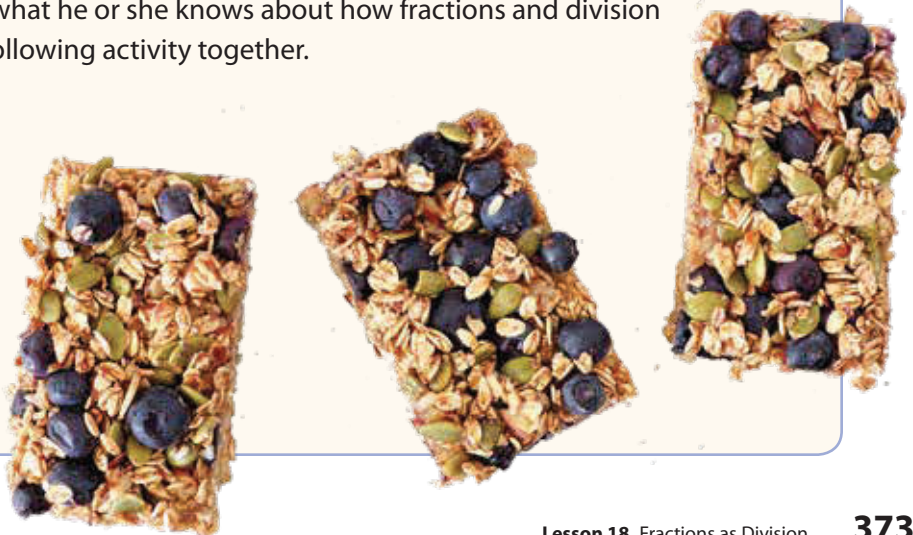 what he or she knows about how fractions and division
ollowing activity together.
Lesson 18 Fractions as Division 373